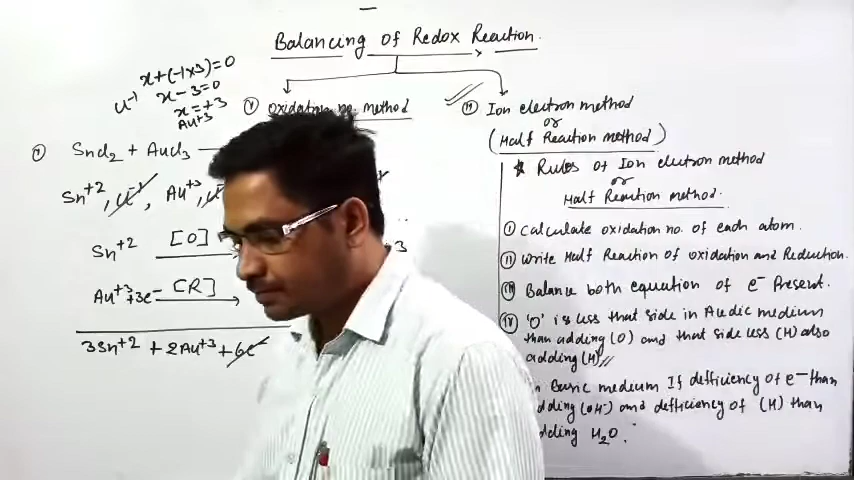 Balancing of Redox Reaction.
x+(-1×3)=0
x-3=0
x=+3
Au+3
Cl-1
(I) Oxidation no. method
(II) Ion electron method
or
(Half Reaction method)
(1) SnCl2 + AuCl3
Sn+2, Cl-1, Au+3,
Sn+2 [O]
Au+3 +3e- [R]
3Sn+2 + 2Au+3 + 6e-
* Rules of Ion electron method
or
Half Reaction method.
(I) Calculate oxidation no. of each atom.
(II) Write Half Reaction of oxidation and Reduction.
(III) Balance both equation of e- Present.
(IV) 'O' is less that side in Acidic medium
than adding (O) and that side less (H) also
adding (H)
Basic medium If defficiency of e- than
adding (OH-) and defficiency of (H) than
adding H2O.